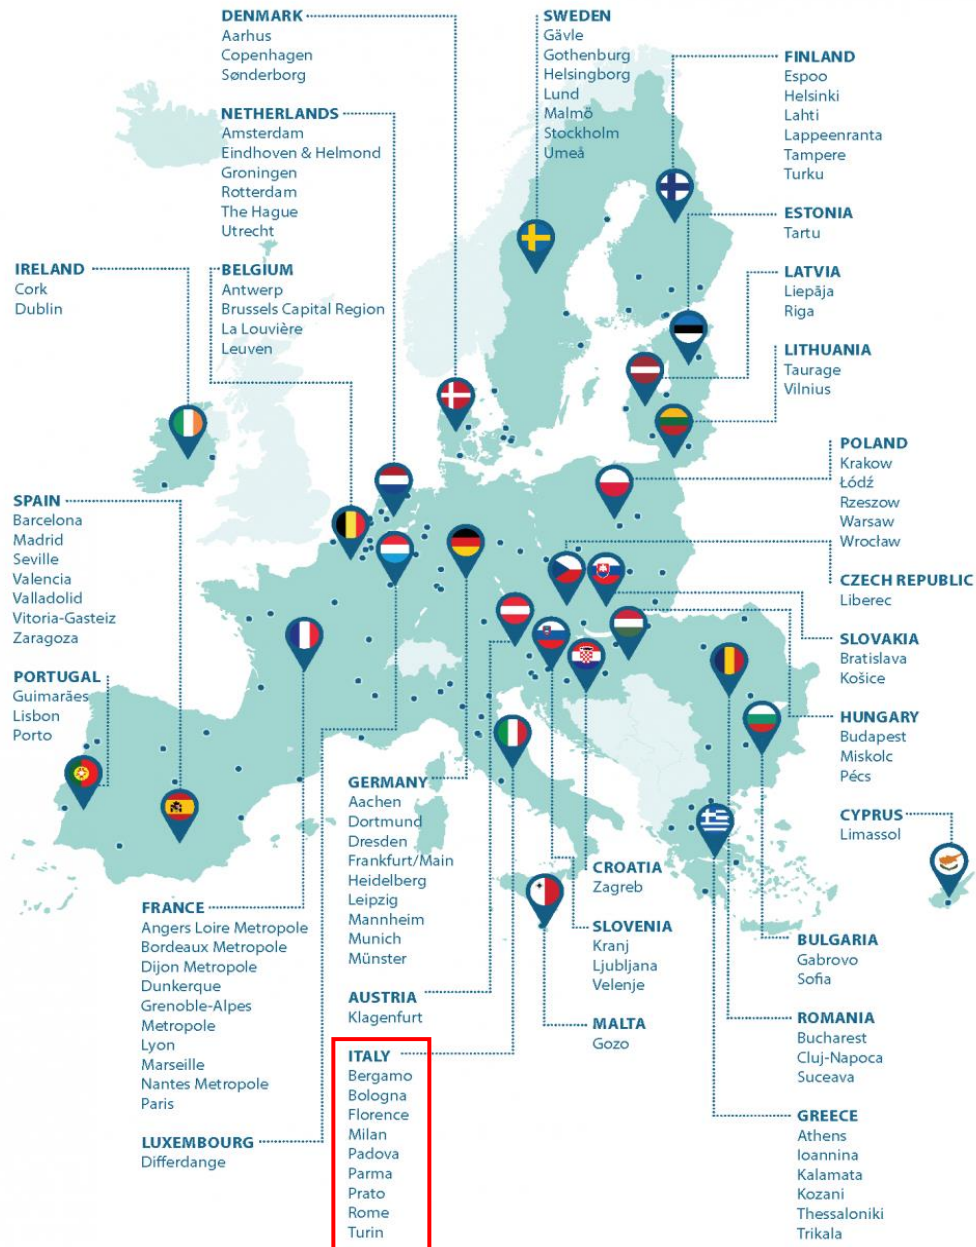 DENMARK
Aarhus
Copenhagen
Sønderborg
SWEDEN
Gävle
Gothenburg
Helsingborg
Lund
Malmö
Stockholm
Umeå
FINLAND
Espoo
Helsinki
Lahti
Lappeenranta
Tampere
Turku
NETHERLANDS
Amsterdam
Eindhoven & Helmond
Groningen
Rotterdam
The Hague
Utrecht
ESTONIA
Tartu
IRELAND
Cork
Dublin
BELGIUM
Antwerp
Brussels Capital Region
La Louvière
Leuven
LATVIA
Liepāja
Riga
LITHUANIA
Taurage
Vilnius
POLAND
Krakow
Łódź
Rzeszow
Warsaw
Wrocław
SPAIN
Barcelona
Madrid
Seville
Valencia
Valladolid
Vitoria-Gasteiz
Zaragoza
CZECH REPUBLIC
Liberec
SLOVAKIA
Bratislava
Košice
PORTUGAL
Guimarães
Lisbon
Porto
HUNGARY
Budapest
Miskolc
Pécs
GERMANY
Aachen
Dortmund
Dresden
Frankfurt/Main
Heidelberg
Leipzig
Mannheim
Munich
Münster
CYPRUS
Limassol
CROATIA
Zagreb
FRANCE
Angers Loire Metropole
Bordeaux Metropole
Dijon Metropole
Dunkerque
Grenoble-Alpes
Metropole
Lyon
Marseille
Nantes Metropole
Paris
SLOVENIA
Kranj
Ljubljana
Velenje
BULGARIA
Gabrovo
Sofia
AUSTRIA
Klagenfurt
MALTA
Gozo
ROMANIA
Bucharest
Cluj-Napoca
Suceava
ITALY
Bergamo
Bologna
Florence
Milan
Padova
Parma
Prato
Rome
Turin
GREECE
Athens
Ioannina
Kalamata
Kozani
Thessaloniki
Trikala
LUXEMBOURG
Differdange